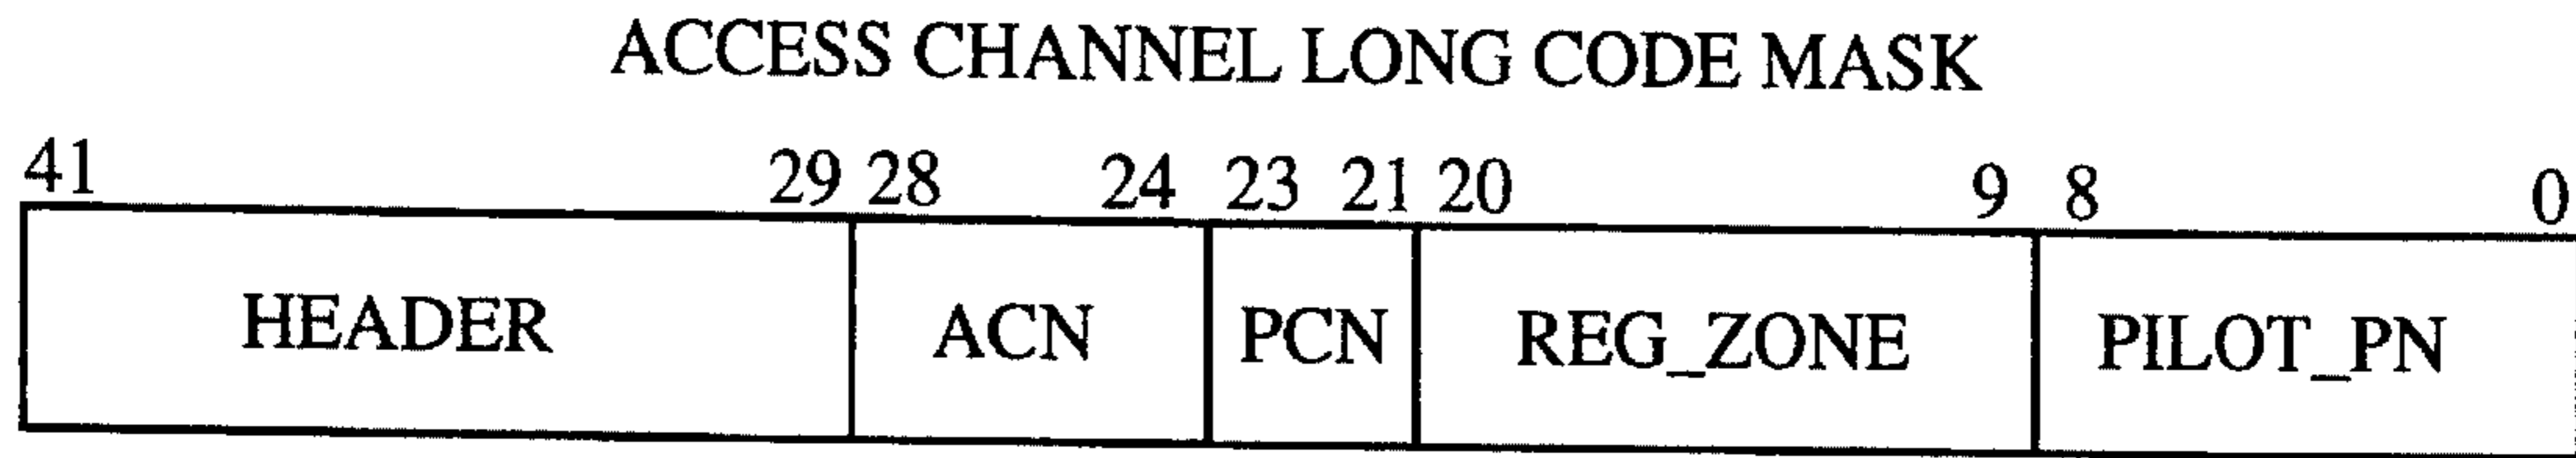 ACCESS CHANNEL LONG CODE MASK
41 29 28 24 23 21 20 9 8 0
HEADER ACN PCN REG_ZONE PILOT_PN